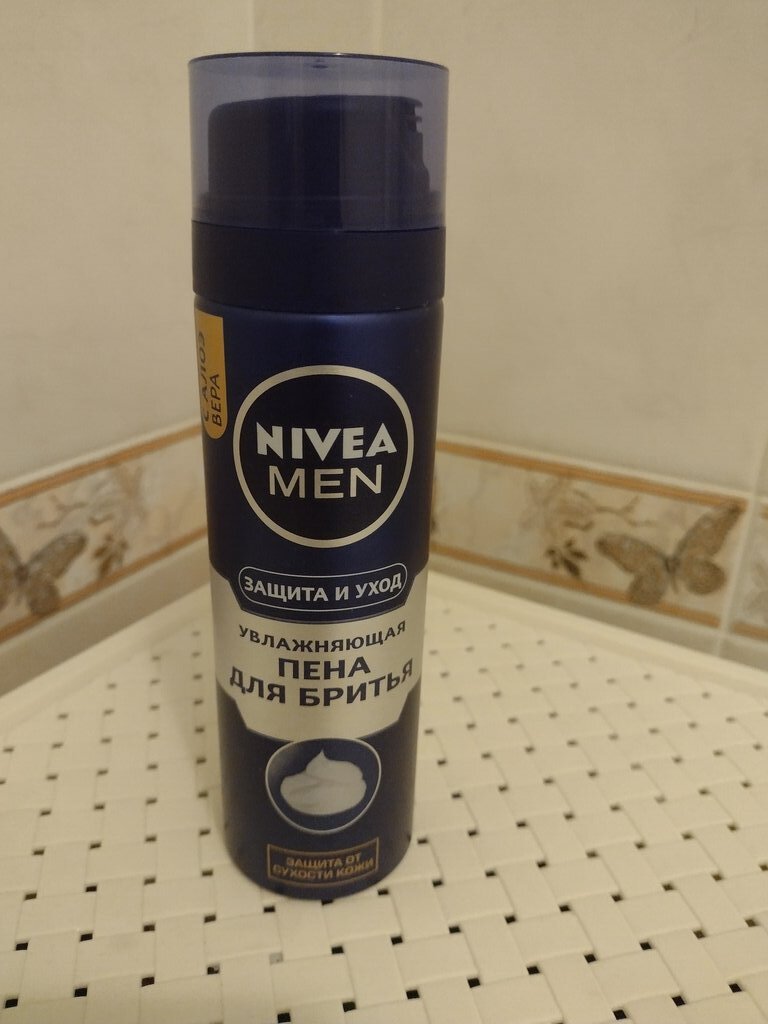 С АЛОЭ
ВЕРА
NIVEA
MEN
ЗАЩИТА И УХОД
УВЛАЖНЯЮЩАЯ
ПЕНА
ДЛЯ БРИТЬЯ
ЗАЩИТА ОТ
СУХОСТИ КОЖИ